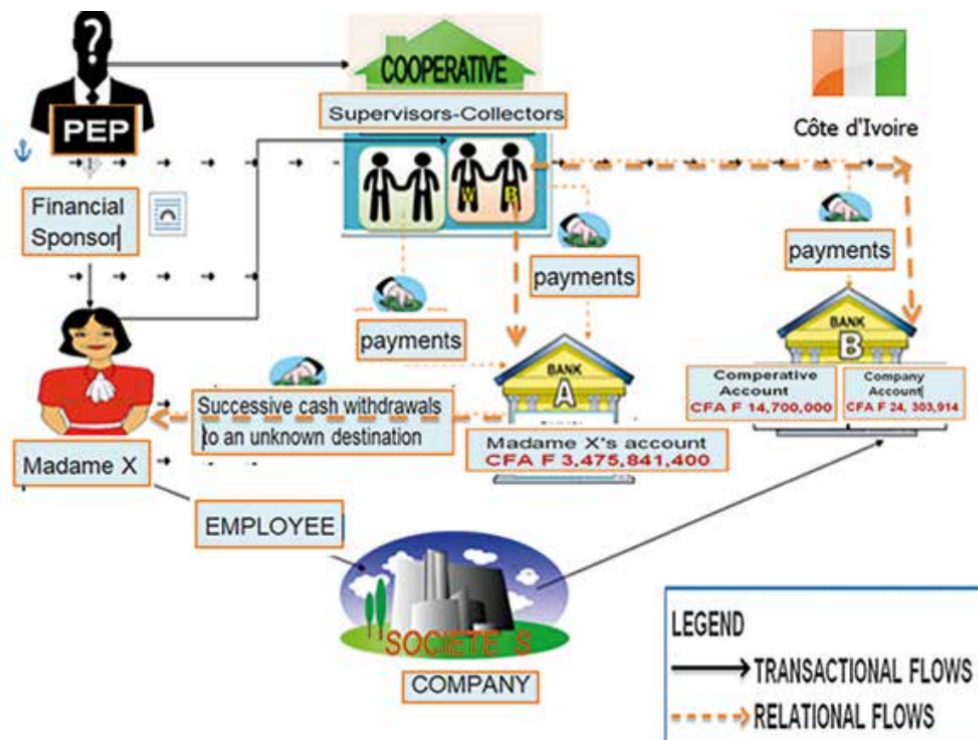 ?
PEP
COOPERATIVE
Supervisors-Collectors
Côte d'Ivoire
W B
Financial
Sponsor
payments
payments
payments
BANK
A
BANK
B
Comperative
Account
CFA F 14,700,000
Company
Account
CFA F 24, 303,914
Successive cash withdrawals
to an unknown destination
Madame X's account
CFA F 3,475,841,400
Madame X
EMPLOYEE
SOCIETE S
COMPANY
LEGEND
TRANSACTIONAL FLOWS
RELATIONAL FLOWS